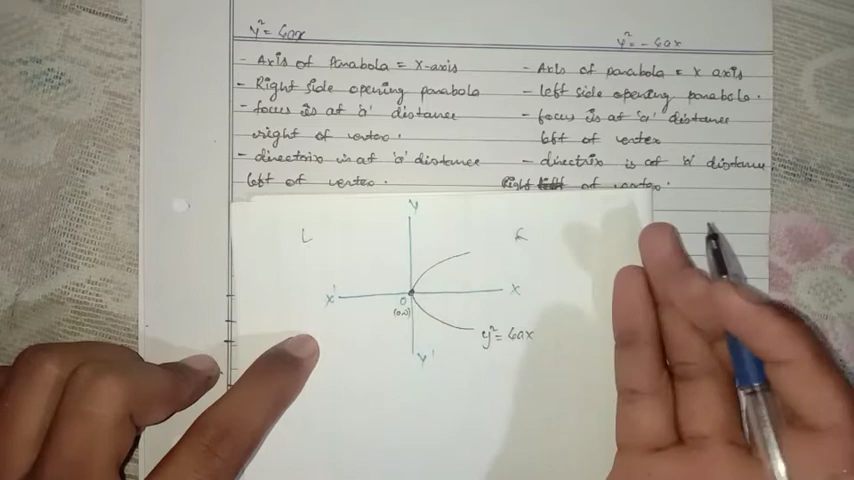 y² = 4ax
y² = - 4ax
- Axis of Parabola = X-axis
- Right side opening parabola
- focus is at 'a' distance
right of vertex.
- directrix is at 'a' distance
left of vertex.
- Axis of parabola = x axis
- left side opening parabola.
- focus is at 'a' distance
left of vertex
- directrix is at 'a' distance
Right of vertex.
Y
L
R
X'
O
X
(0,0)
y² = 4ax
Y'